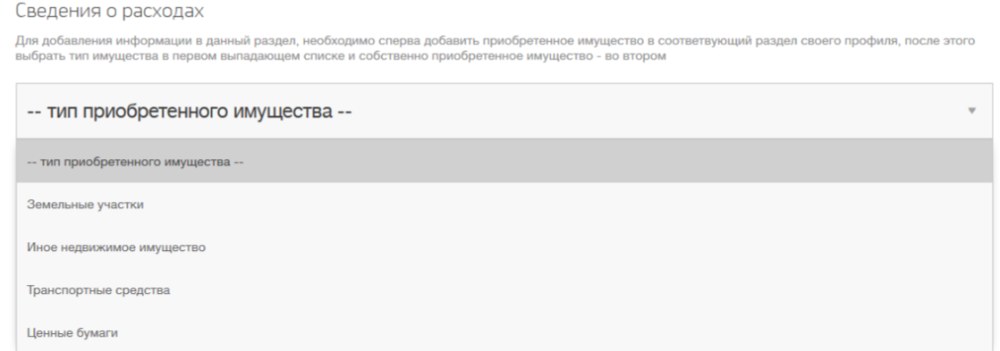 Сведения о расходах
Для добавления информации в данный раздел, необходимо сперва добавить приобретенное имущество в соответвующий раздел своего профиля, после этого
выбрать тип имущества в первом выпадающем списке и собственно приобретенное имущество - во втором
-- тип приобретенного имущества --
-- тип приобретенного имущества --
Земельные участки
Иное недвижимое имущество
Транспортные средства
Ценные бумаги